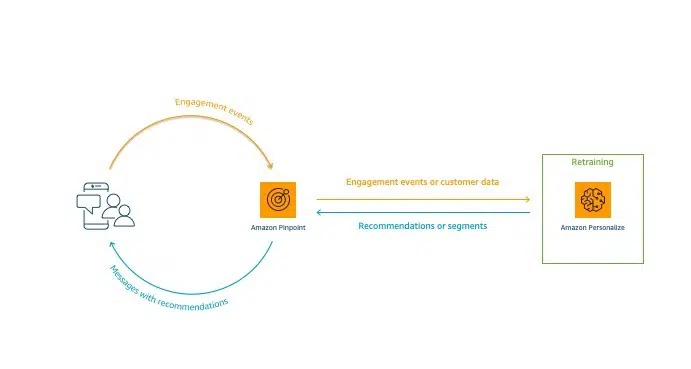 Engagement events
Retraining
Engagement events or customer data
Amazon Pinpoint
Recommendations or segments
Amazon Personalize
Messages with recommendations